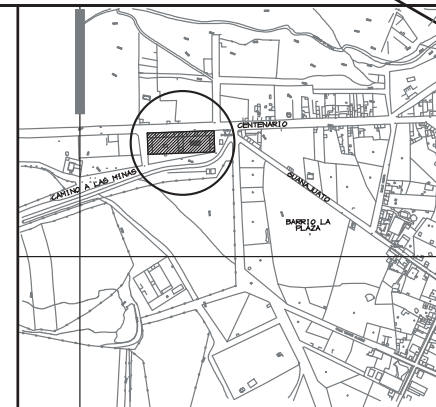 CENTENARIO
CAMINO A LAS MINAS
GUANAJUATO
BARRIO LA
PLAZA